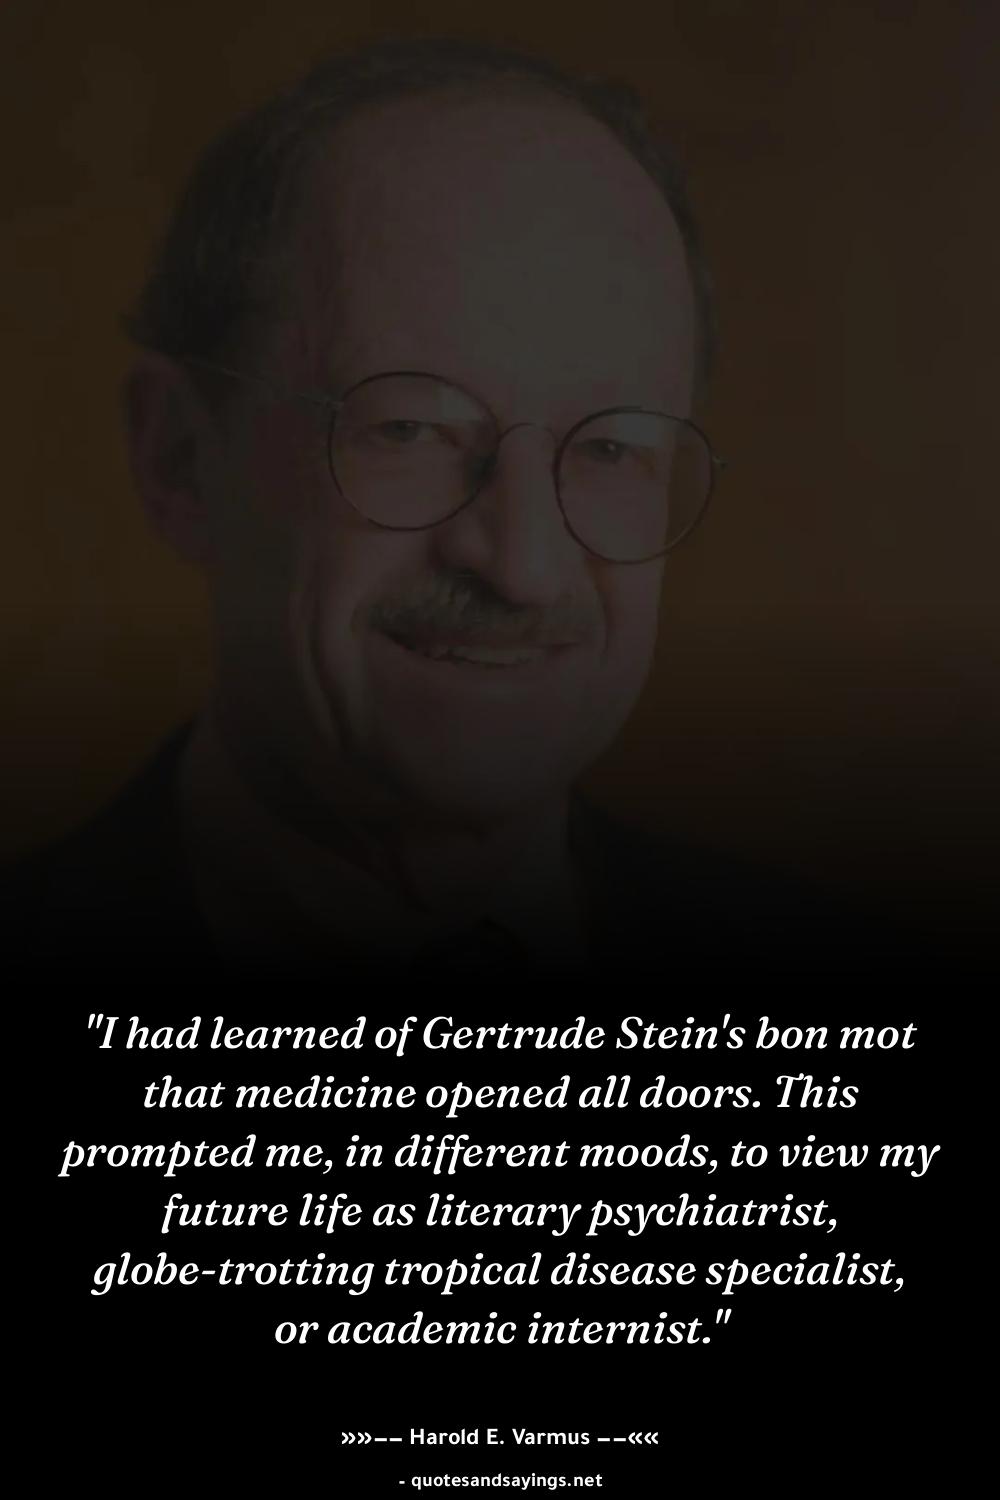 "I had learned of Gertrude Stein's bon mot
that medicine opened all doors. This
prompted me, in different moods, to view my
future life as literary psychiatrist,
globe-trotting tropical disease specialist,
or academic internist."
»»−− Harold E. Varmus −−««
- quotesandsayings.net